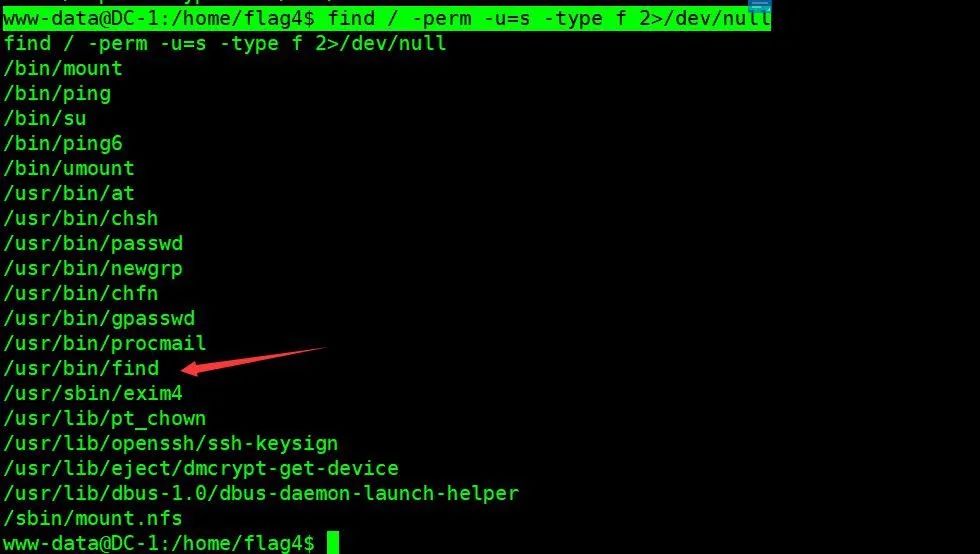 www-data@DC-1:/home/flag4$ find / -perm -u=s -type f 2>/dev/null
find / -perm -u=s -type f 2>/dev/null
/bin/mount
/bin/ping
/bin/su
/bin/ping6
/bin/umount
/usr/bin/at
/usr/bin/chsh
/usr/bin/passwd
/usr/bin/newgrp
/usr/bin/chfn
/usr/bin/gpasswd
/usr/bin/procmail
/usr/bin/find
/usr/sbin/exim4
/usr/lib/pt_chown
/usr/lib/openssh/ssh-keysign
/usr/lib/eject/dmcrypt-get-device
/usr/lib/dbus-1.0/dbus-daemon-launch-helper
/sbin/mount.nfs
www-data@DC-1:/home/flag4$